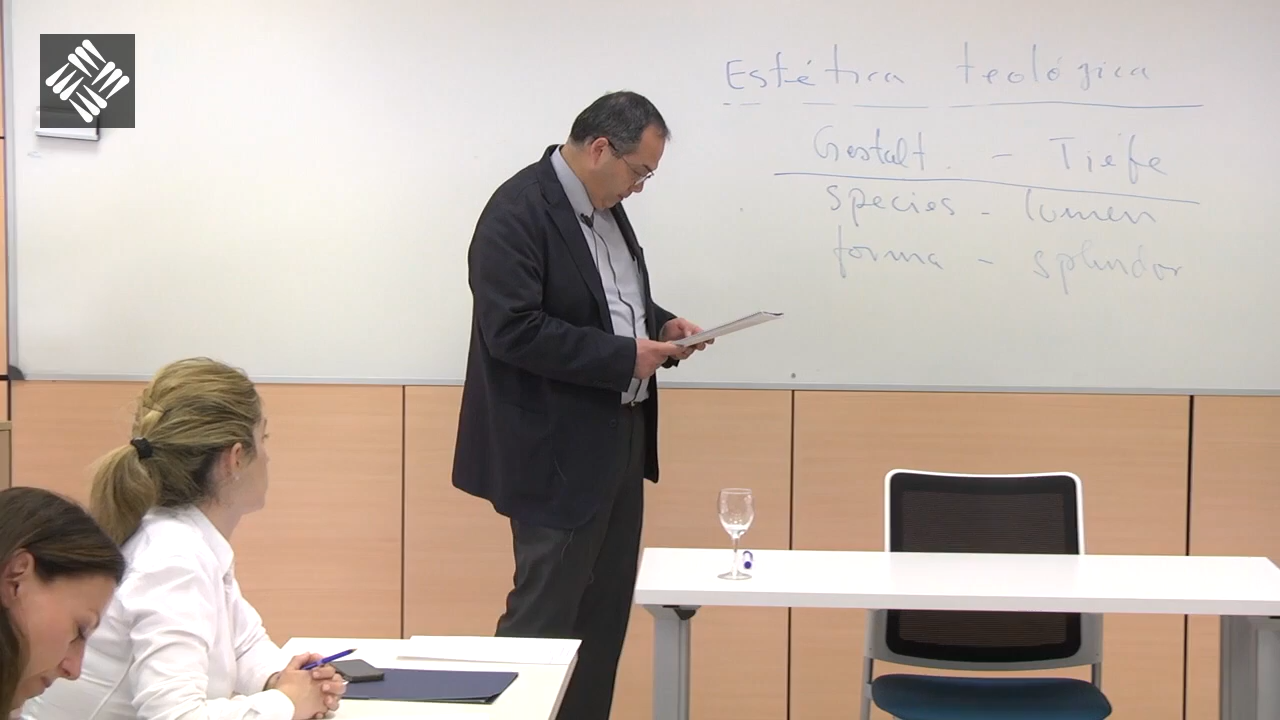 Estética teológica
Gestalt - Tiefe
species - lumen
forma - splendor